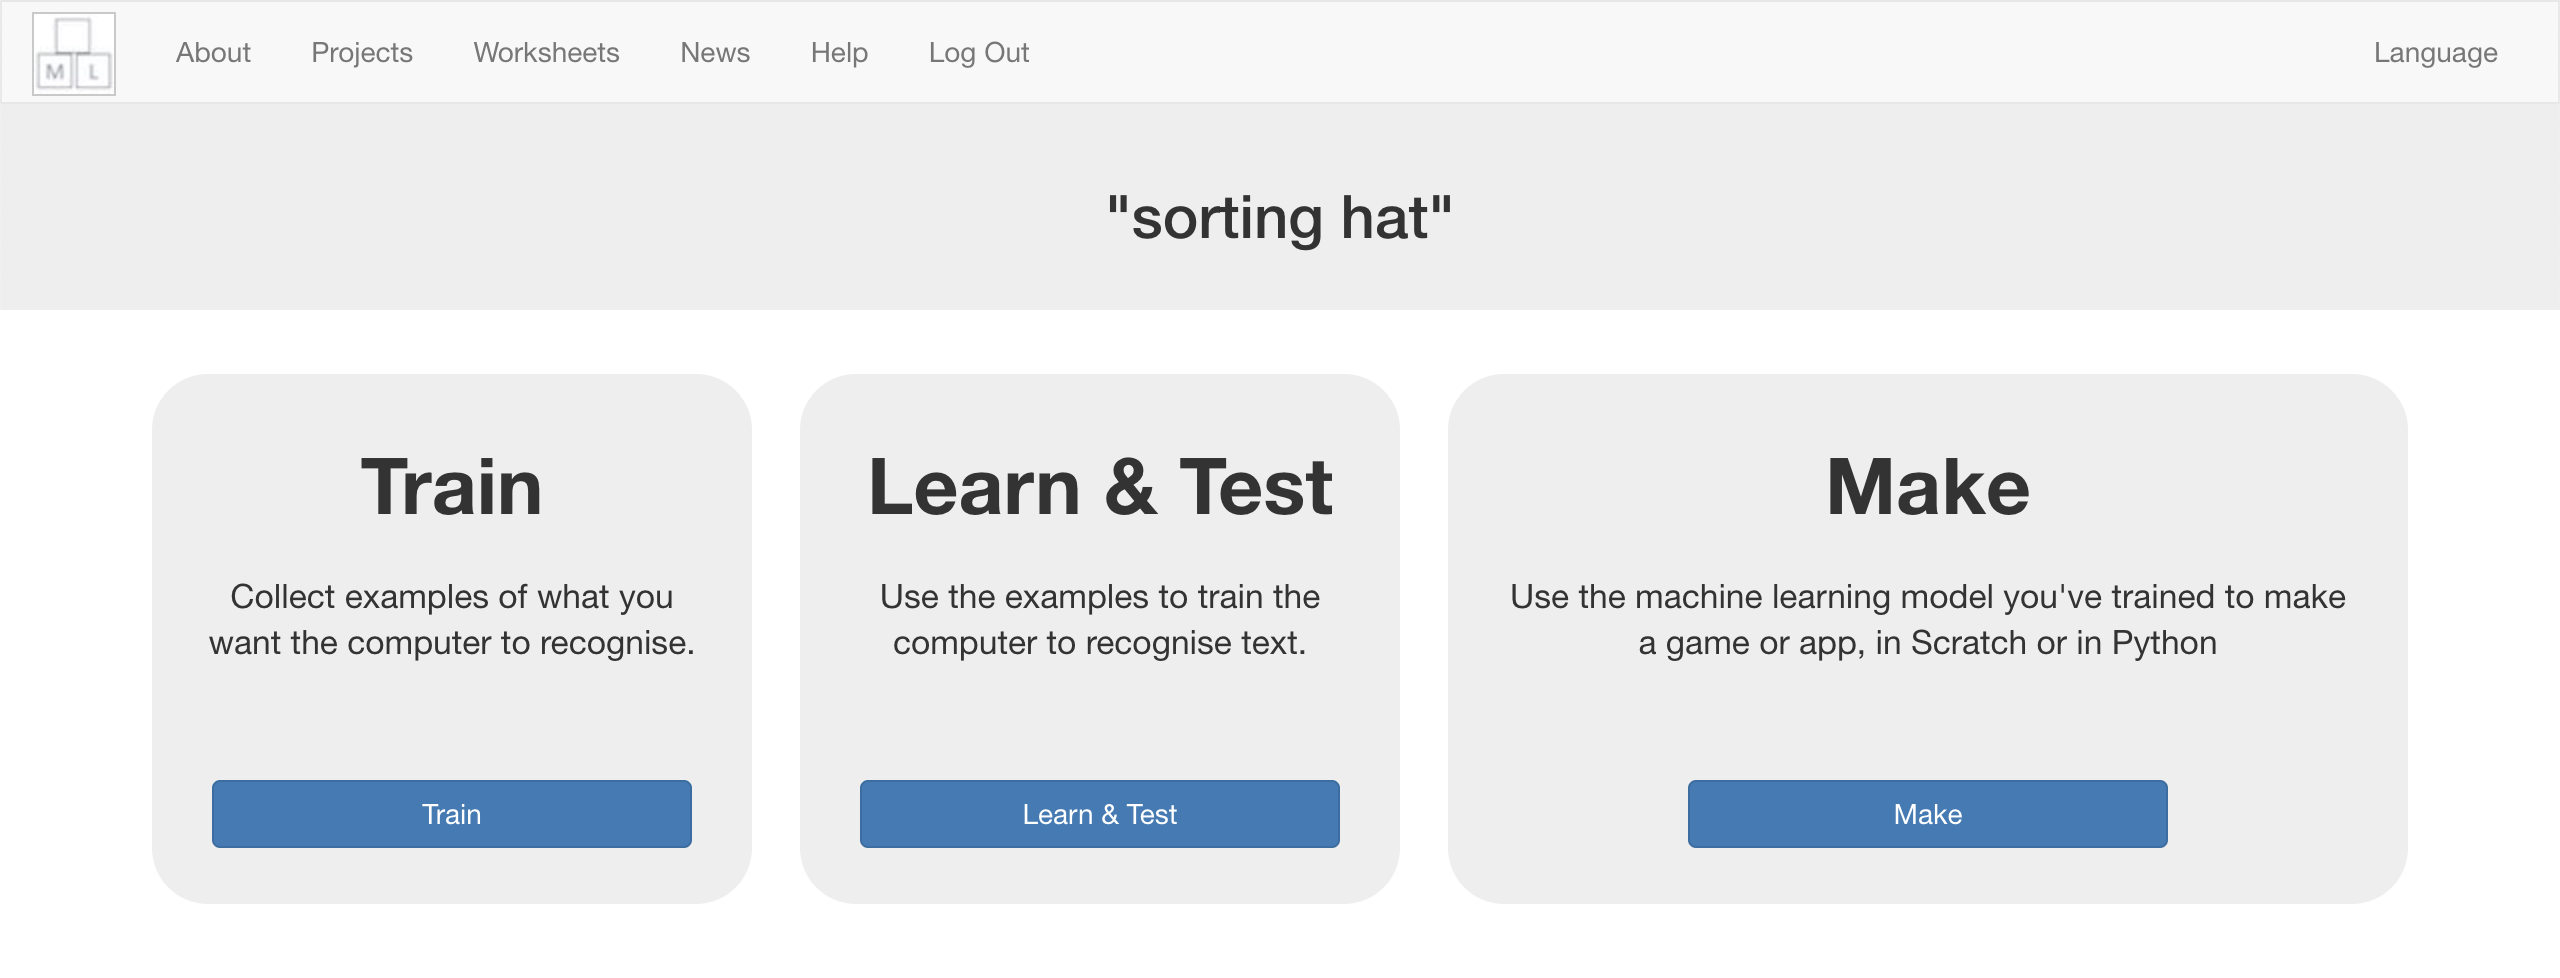 M L
About
Projects
Worksheets
News
Help
Log Out
Language
"sorting hat"
Train
Collect examples of what you
want the computer to recognise.
Train
Learn & Test
Use the examples to train the
computer to recognise text.
Learn & Test
Make
Use the machine learning model you've trained to make
a game or app, in Scratch or in Python
Make